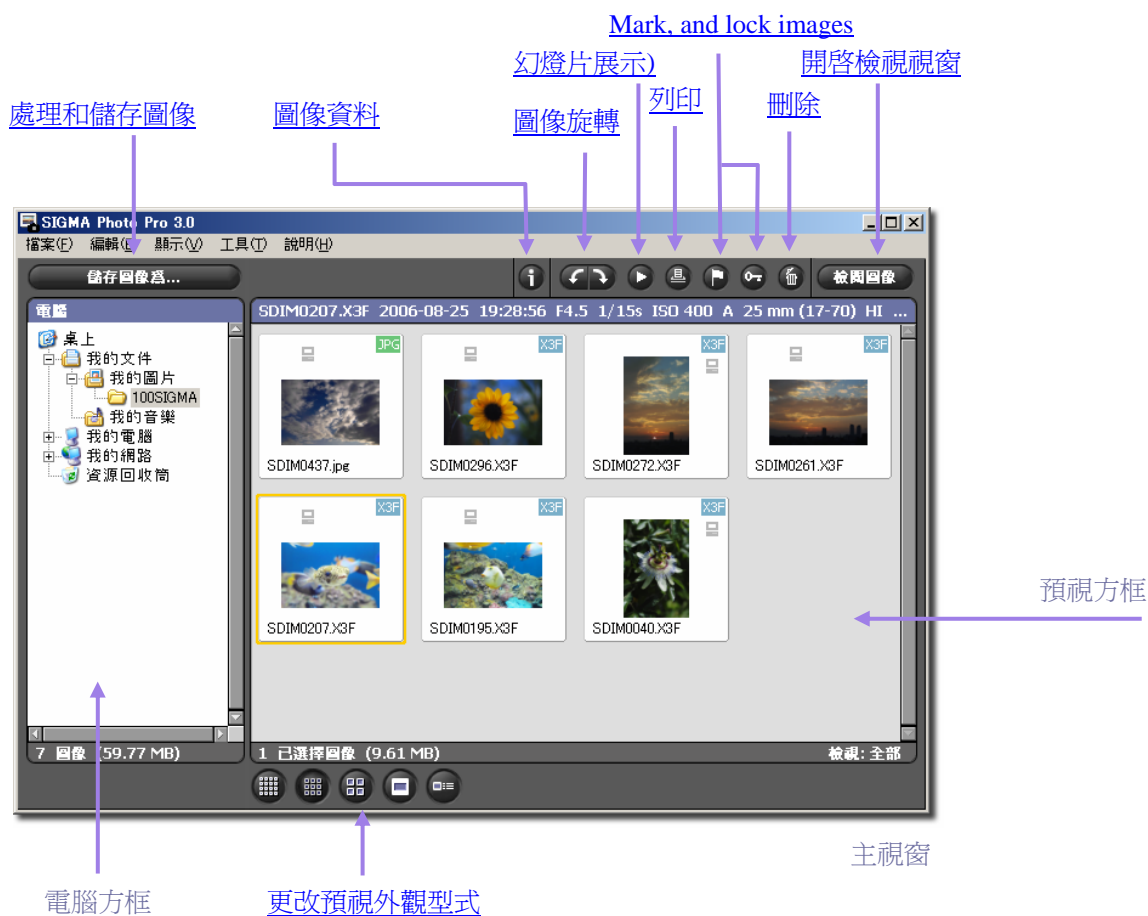 Mark, and lock images
幻燈片展示)
開啓檢視視窗
處理和儲存圖像
圖像資料
圖像旋轉
列印
刪除
SIGMA Photo Pro 3.0
檔案(F) 編輯(E) 顯示(V) 工具(T) 說明(H)
儲存圖像爲...
檢閱圖像
電腦
SDIM0207.X3F 2006-08-25 19:28:56 F4.5 1/15s ISO 400 A 25 mm (17-70) HI ...
桌上
我的文件
我的圖片
100SIGMA
我的音樂
我的電腦
我的網路
資源回收筒
JPG
X3F
X3F
X3F
SDIM0437.jpg
SDIM0296.X3F
SDIM0272.X3F
SDIM0261.X3F
X3F
X3F
X3F
SDIM0207.X3F
SDIM0195.X3F
SDIM0040.X3F
預視方框
7 圖像 (59.77 MB)
1 已選擇圖像 (9.61 MB)
檢視: 全部
主視窗
電腦方框
更改預視外觀型式